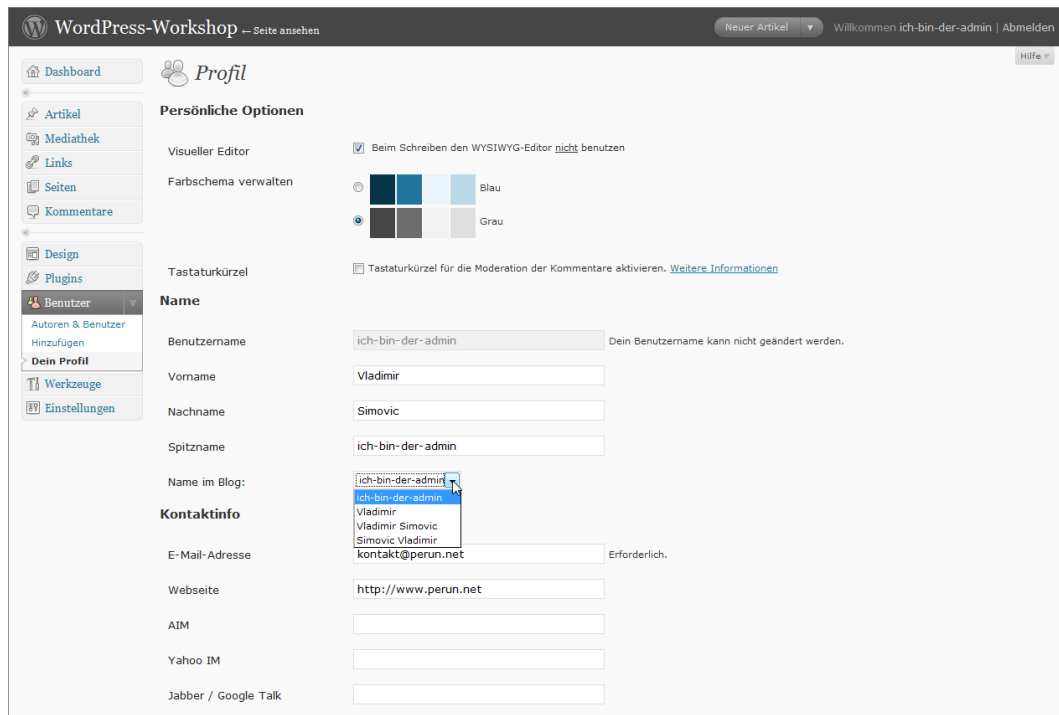 WordPress-Workshop ← Seite ansehen
Neuer Artikel
Willkommen ich-bin-der-admin | Abmelden
Hilfe
Dashboard
Artikel
Mediathek
Links
Seiten
Kommentare
Design
Plugins
Benutzer
Autoren & Benutzer
Hinzufügen
Dein Profil
Werkzeuge
Einstellungen
Profil
Persönliche Optionen
Visueller Editor
Beim Schreiben den WYSIWYG-Editor nicht benutzen
Farbschema verwalten
Blau
Grau
Tastaturkürzel
Tastaturkürzel für die Moderation der Kommentare aktivieren. Weitere Informationen
Name
Benutzername
ich-bin-der-admin
Dein Benutzername kann nicht geändert werden.
Vorname
Vladimir
Nachname
Simovic
Spitzname
ich-bin-der-admin
Name im Blog:
ich-bin-der-admin
ich-bin-der-admin
Vladimir
Vladimir Simovic
Simovic Vladimir
Kontaktinfo
E-Mail-Adresse
kontakt@perun.net
Erforderlich.
Webseite
http://www.perun.net
AIM
Yahoo IM
Jabber / Google Talk